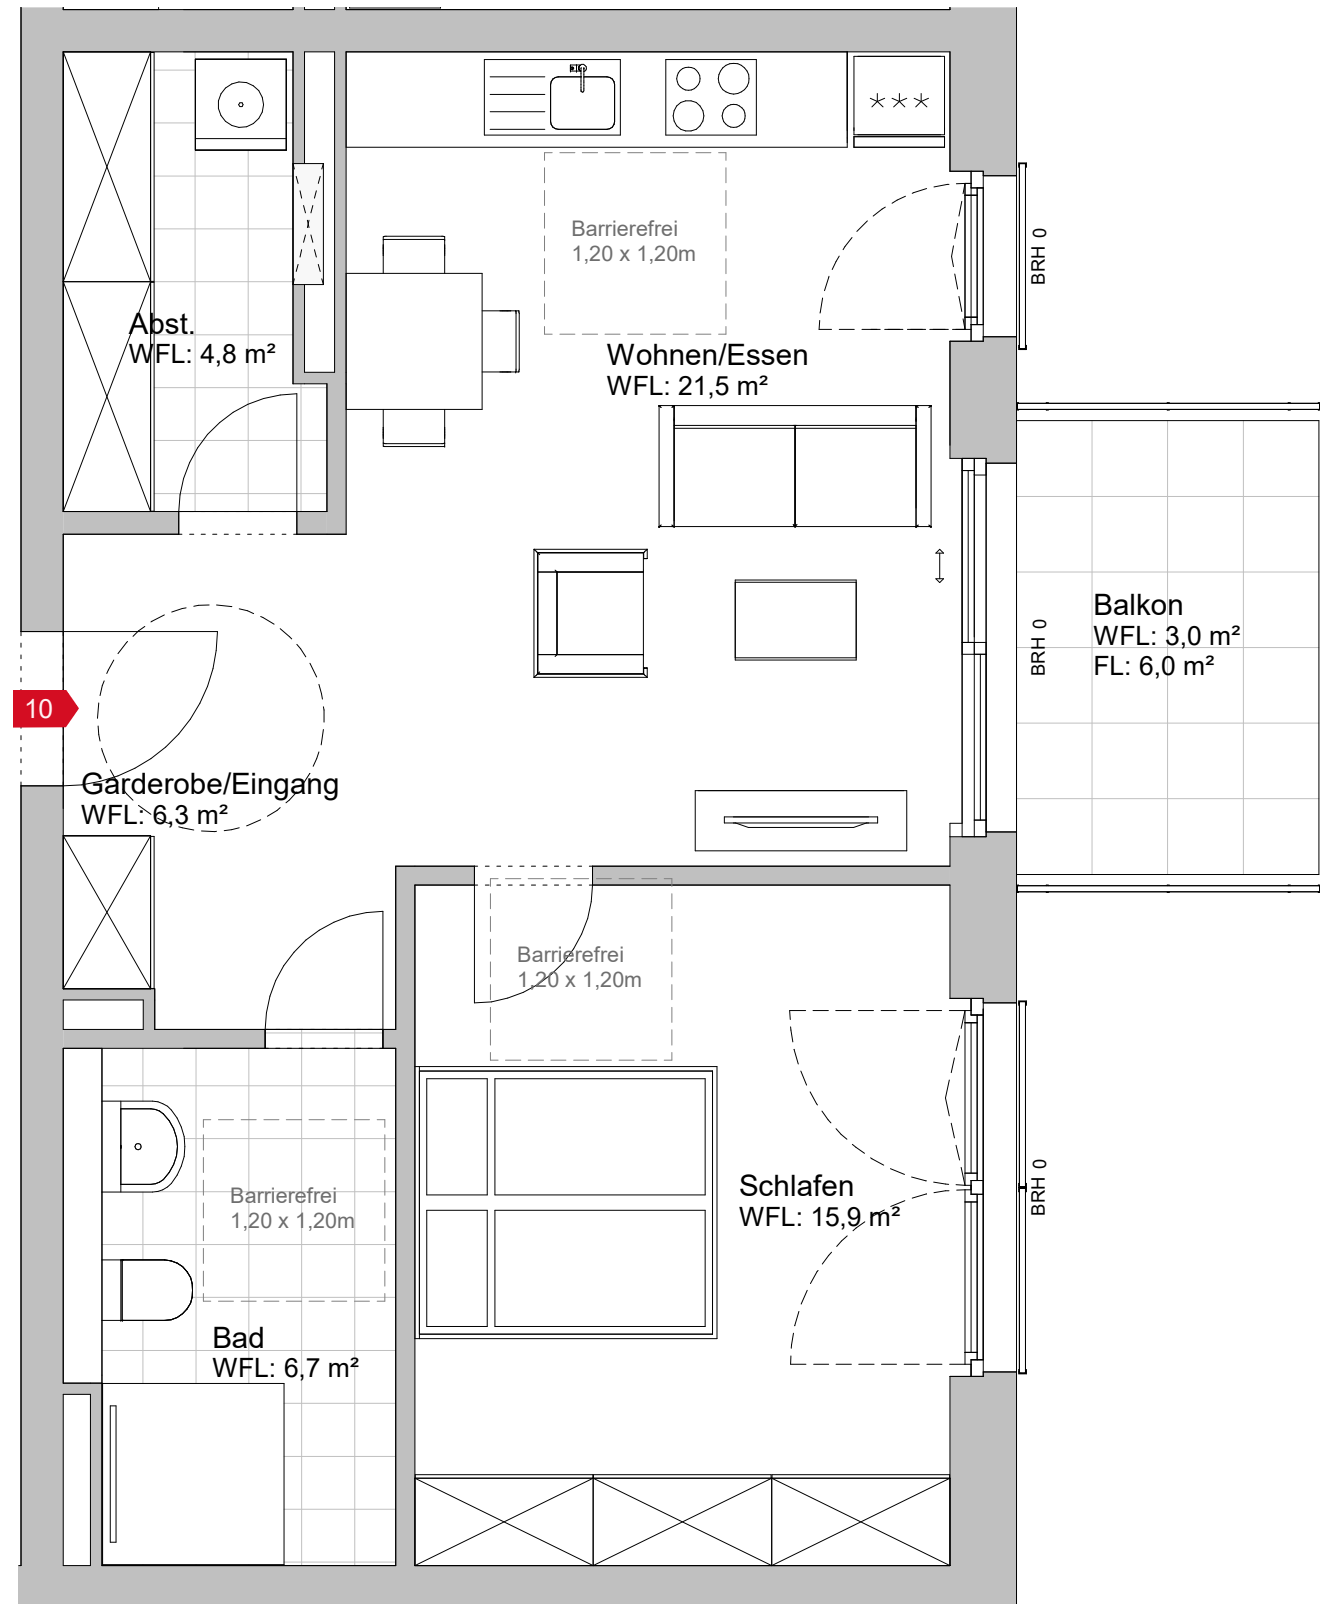 Barrierefrei
1,20 x 1,20m
BRH 0
Abst.
WFL: 4,8 m²
Wohnen/Essen
WFL: 21,5 m²
Balkon
WFL: 3,0 m²
FL: 6,0 m²
BRH 0
10
Garderobe/Eingang
WFL: 6,3 m²
Barrierefrei
1,20 x 1,20m
Schlafen
WFL: 15,9 m²
BRH 0
Barrierefrei
1,20 x 1,20m
Bad
WFL: 6,7 m²